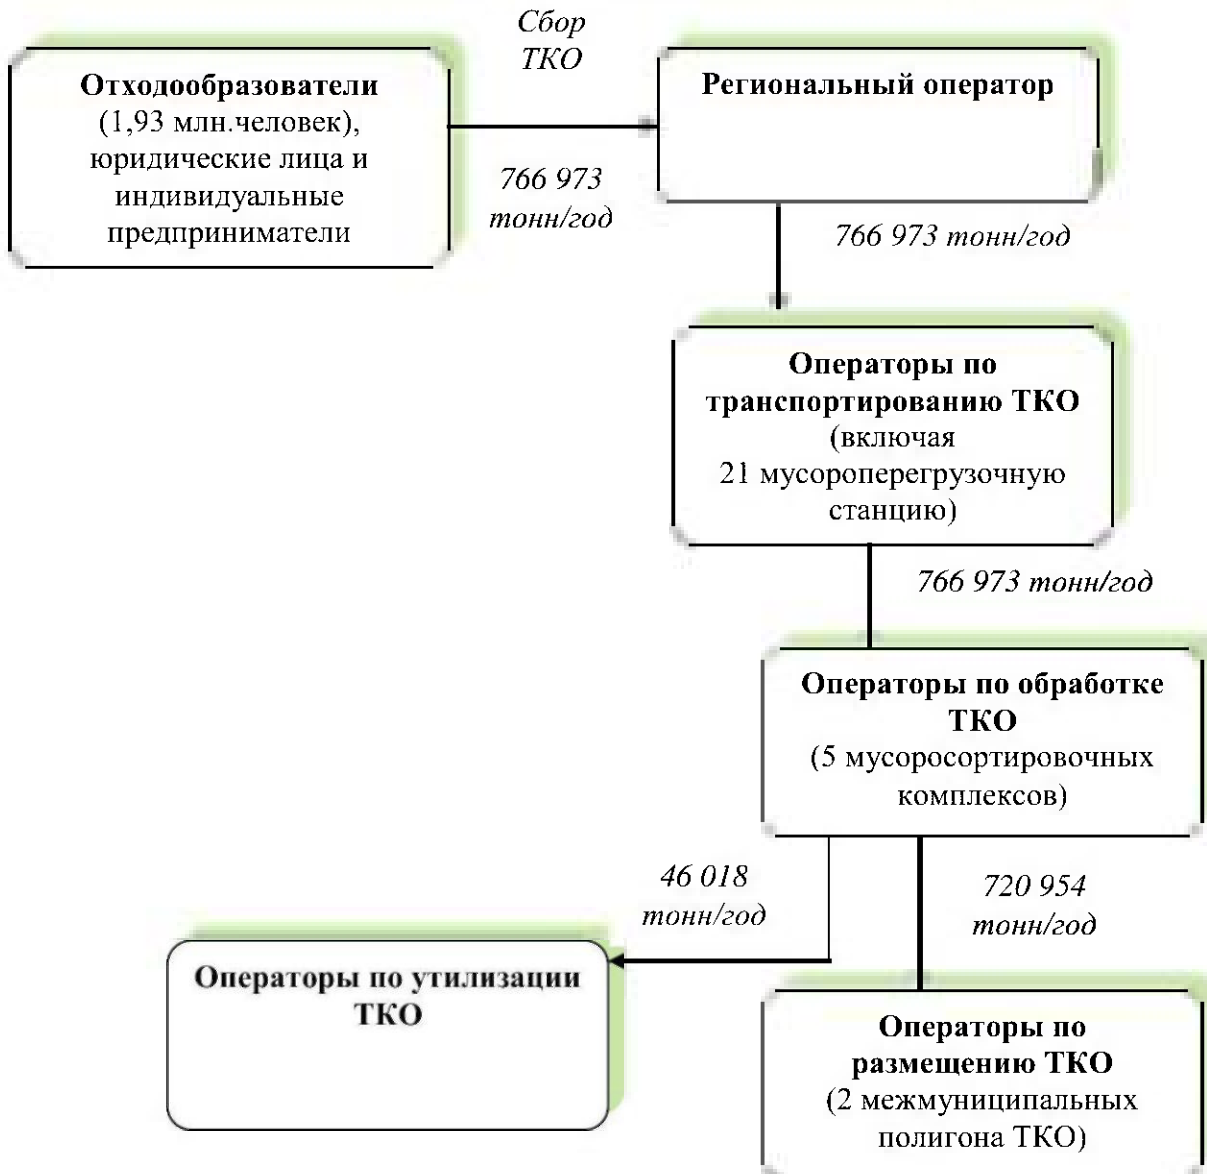 Сбор
ТКО
Отходообразователи
(1,93 млн.человек),
юридические лица и
индивидуальные
предприниматели
766 973
тонн/год
Региональный оператор
766 973 тонн/год
Операторы по
транспортированию ТКО
(включая
21 мусороперегрузочную
станцию)
766 973 тонн/год
Операторы по обработке
ТКО
(5 мусоросортировочных
комплексов)
46 018
тонн/год
720 954
тонн/год
Операторы по утилизации
ТКО
Операторы по
размещению ТКО
(2 межмуниципальных
полигона ТКО)